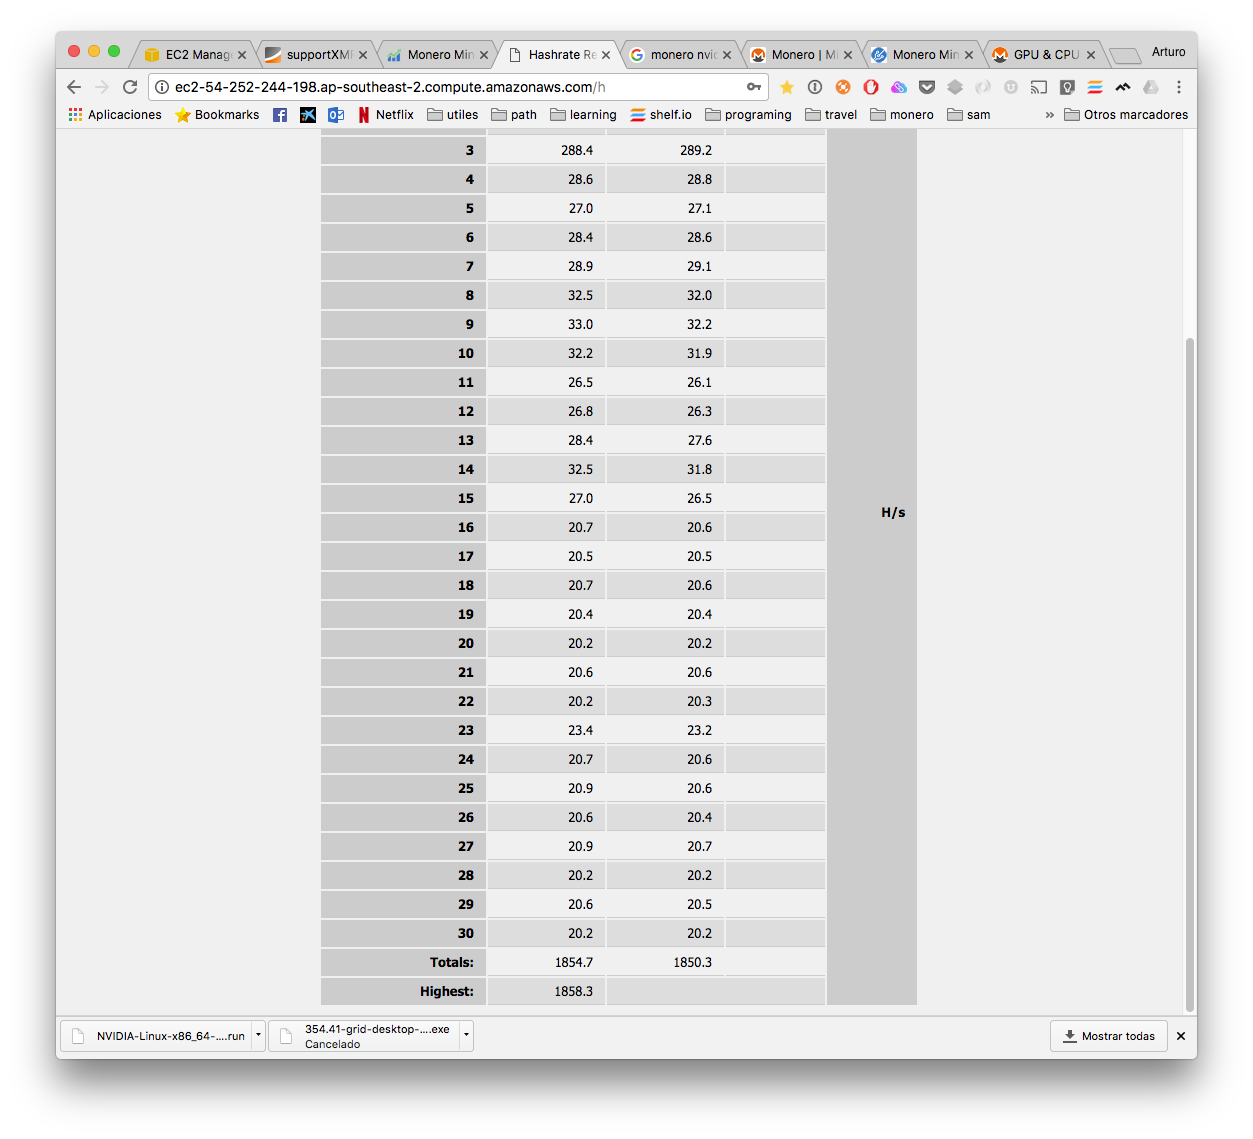 EC2 Manag
supportXMR
Monero Min
Hashrate Re
monero nvid
Monero | Mi
Monero Min
GPU & CPU
Arturo
ec2-54-252-244-198.ap-southeast-2.compute.amazonaws.com/h
Aplicaciones Bookmarks Netflix utiles path learning shelf.io programing travel monero sam » Otros marcadores
3 288.4 289.2
4 28.6 28.8
5 27.0 27.1
6 28.4 28.6
7 28.9 29.1
8 32.5 32.0
9 33.0 32.2
10 32.2 31.9
11 26.5 26.1
12 26.8 26.3
13 28.4 27.6
14 32.5 31.8
15 27.0 26.5
H/s
16 20.7 20.6
17 20.5 20.5
18 20.7 20.6
19 20.4 20.4
20 20.2 20.2
21 20.6 20.6
22 20.2 20.3
23 23.4 23.2
24 20.7 20.6
25 20.9 20.6
26 20.6 20.4
27 20.9 20.7
28 20.2 20.2
29 20.6 20.5
30 20.2 20.2
Totals: 1854.7 1850.3
Highest: 1858.3
NVIDIA-Linux-x86_64-....run
354.41-grid-desktop-....exe
Cancelado
Mostrar todas